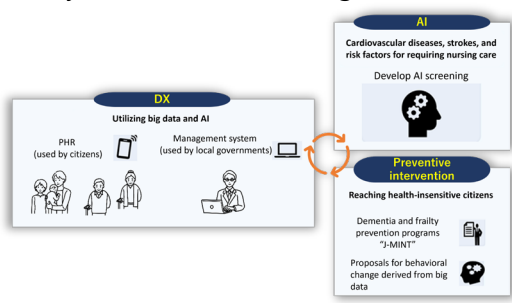 DX
Utilizing big data and AI
PHR
(used by citizens)
Management system
(used by local governments)
AI
Cardiovascular diseases, strokes, and
risk factors for requiring nursing care
Develop AI screening
Preventive
intervention
Reaching health-insensitive citizens
Dementia and frailty
prevention programs
"J-MINT"
Proposals for behavioral
change derived from big
data